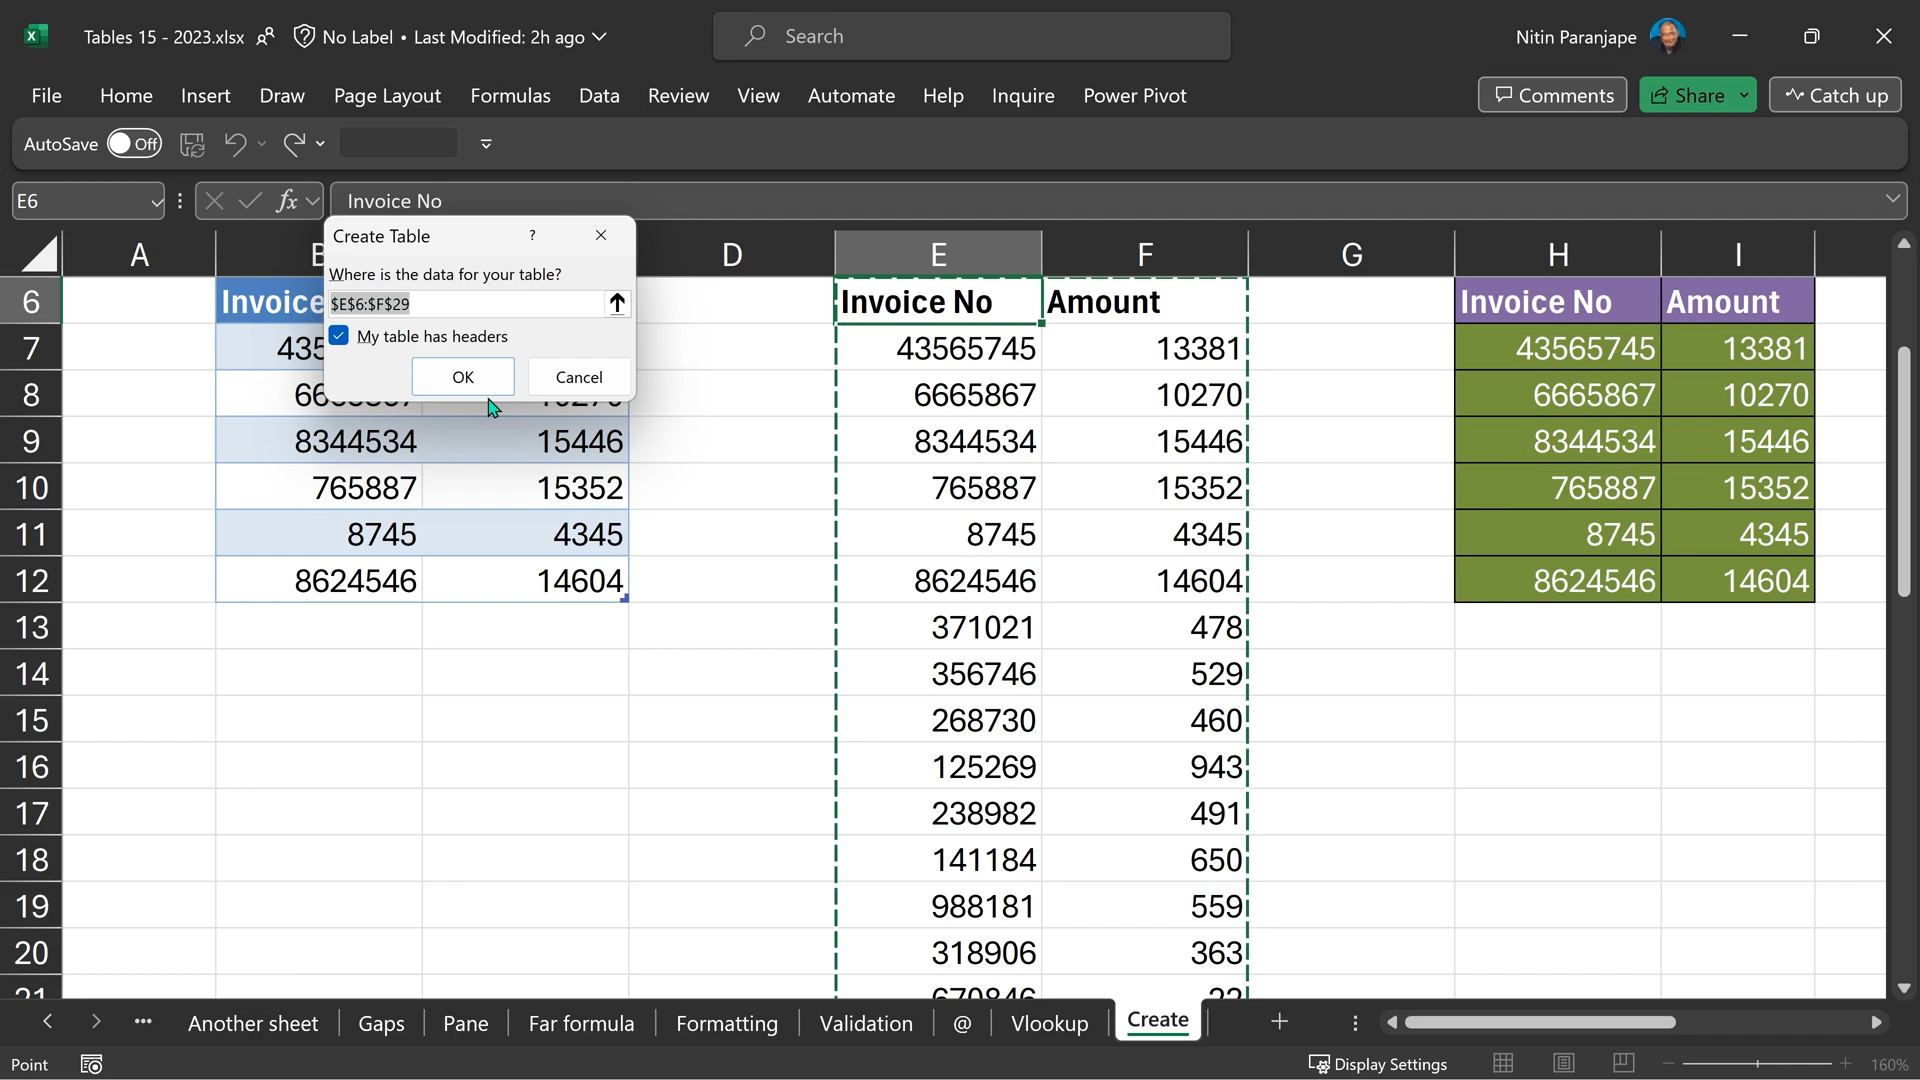 Tables 15 - 2023.xlsx No Label • Last Modified: 2h ago Search Nitin Paranjape
File Home Insert Draw Page Layout Formulas Data Review View Automate Help Inquire Power Pivot Comments Share Catch up
AutoSave Off
E6 fx Invoice No
Create Table ?
Where is the data for your table?
$E$6:$F$29
My table has headers
OK Cancel
A D E F G H I
6 Invoice Invoice No Amount Invoice No Amount
7 435 43565745 13381 43565745 13381
8 6665867 10270 6665867 10270
9 8344534 15446 8344534 15446 8344534 15446
10 765887 15352 765887 15352 765887 15352
11 8745 4345 8745 4345 8745 4345
12 8624546 14604 8624546 14604 8624546 14604
13 371021 478
14 356746 529
15 268730 460
16 125269 943
17 238982 491
18 141184 650
19 988181 559
20 318906 363
21
Another sheet Gaps Pane Far formula Formatting Validation @ Vlookup Create
Point Display Settings 160%